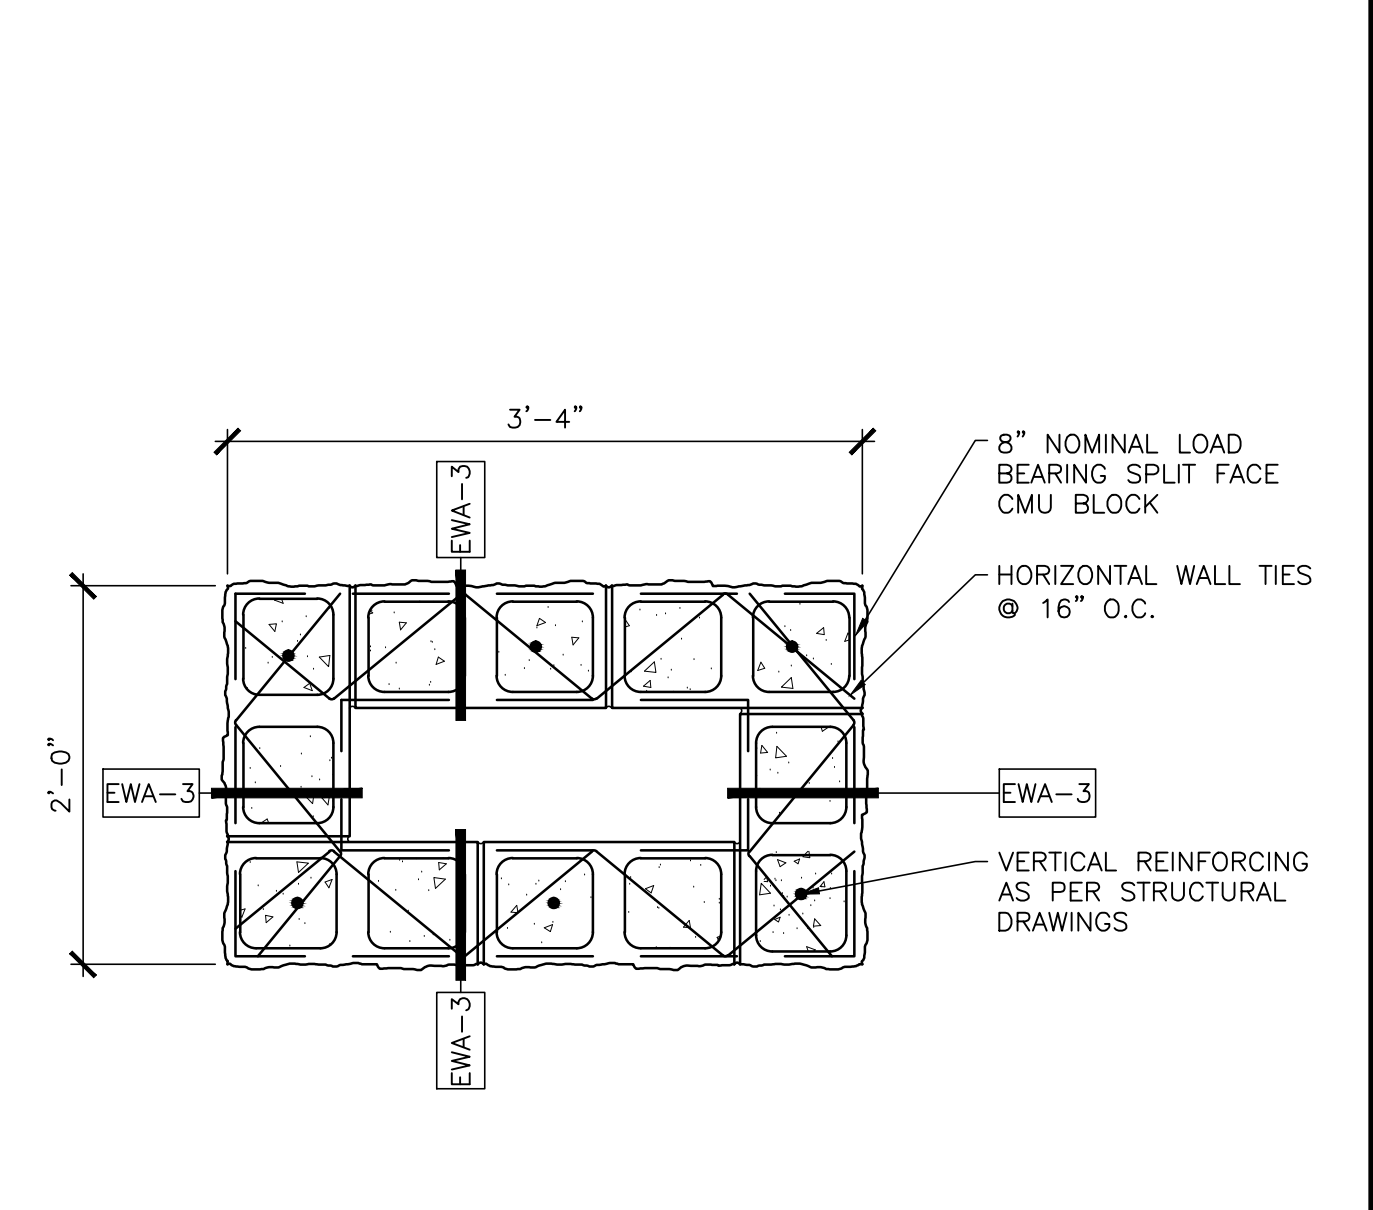 3'-4"
EWA-3
8" NOMINAL LOAD
BEARING SPLIT FACE
CMU BLOCK
HORIZONTAL WALL TIES
@ 16" O.C.
2'-0"
EWA-3
EWA-3
VERTICAL REINFORCING
AS PER STRUCTURAL
DRAWINGS
EWA-3